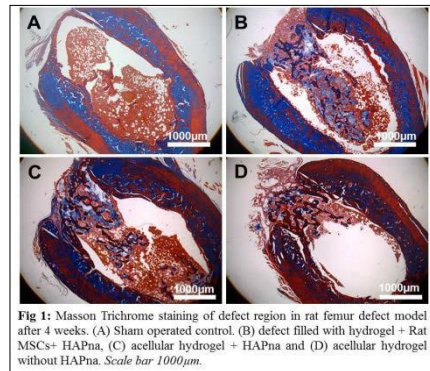 A
B
1000µm
1000µm
C
D
1000µm
1000µm
Fig 1: Masson Trichrome staining of defect region in rat femur defect model
after 4 weeks. (A) Sham operated control. (B) defect filled with hydrogel + Rat
MSCs+ HAPna, (C) acellular hydrogel + HAPna and (D) acellular hydrogel
without HAPna. Scale bar 1000µm.